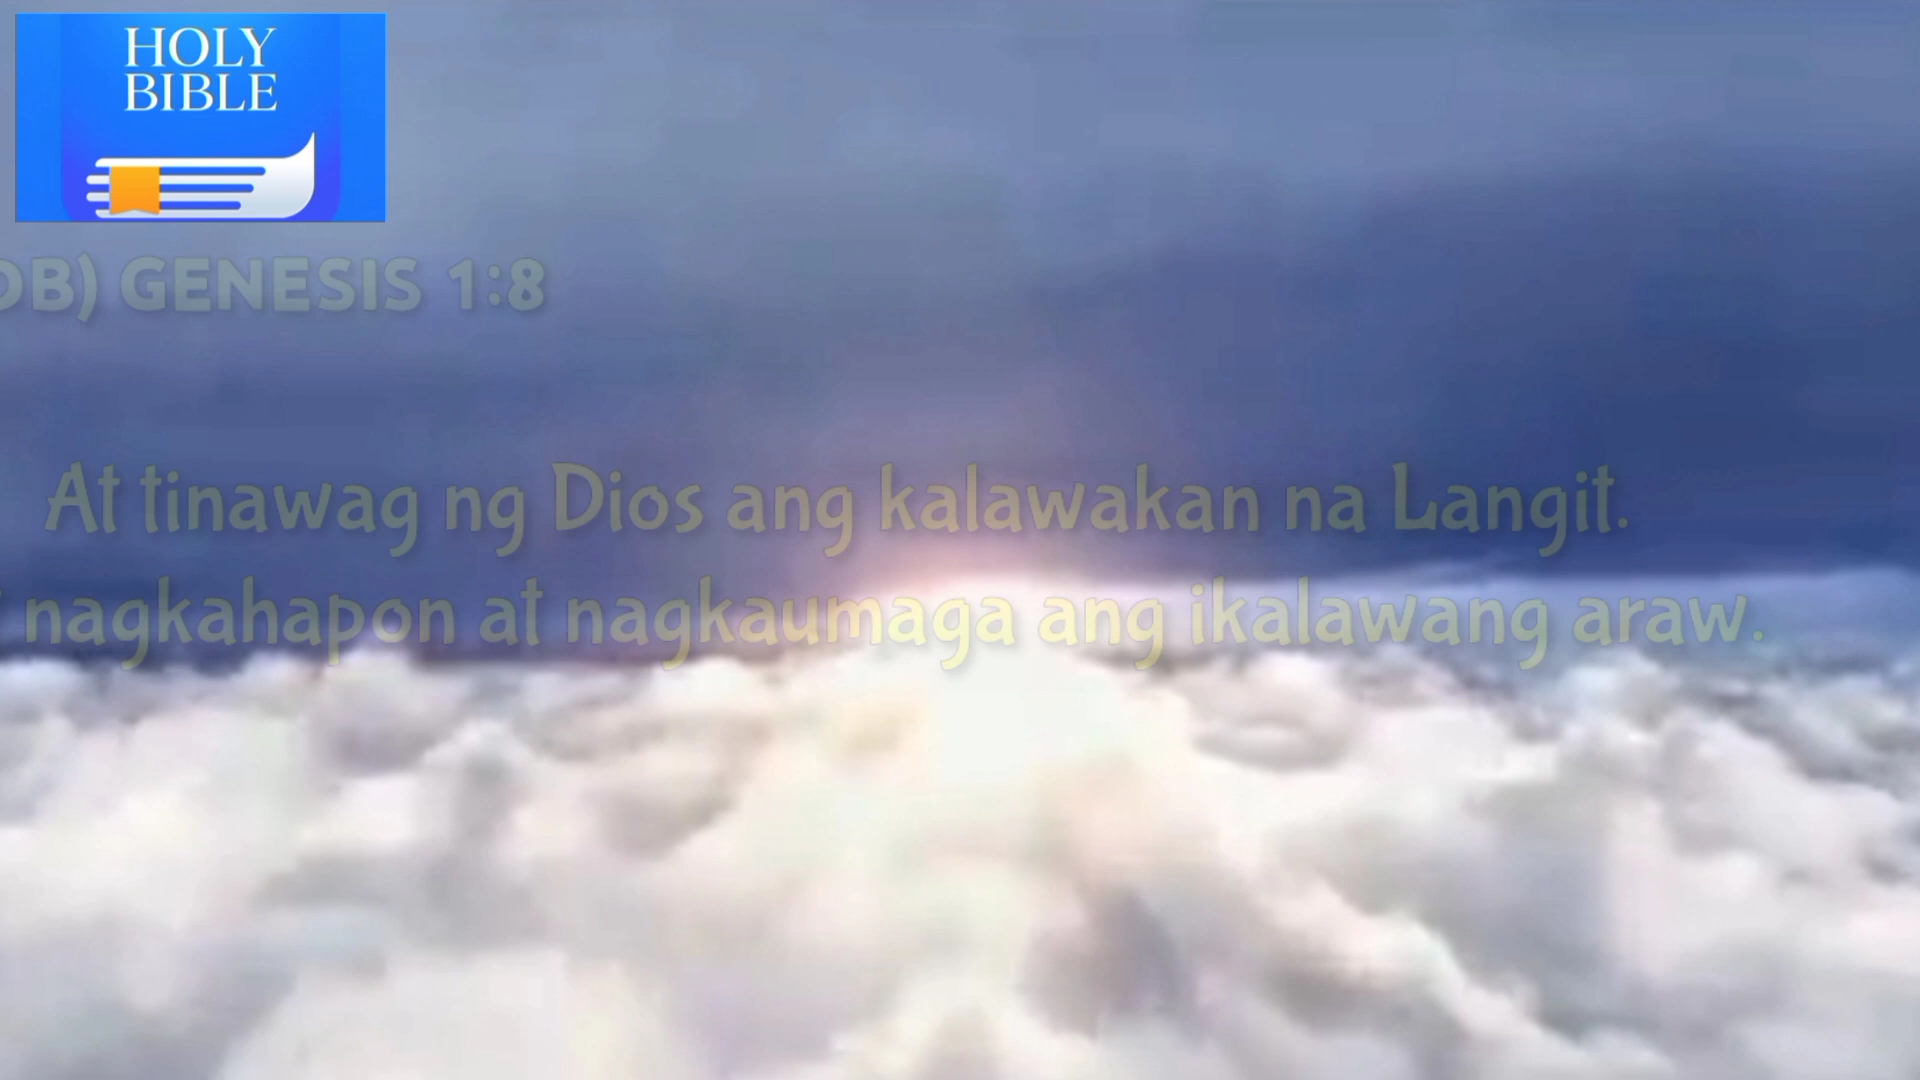 HOLY
BIBLE
DB) GENESIS 1:8
At tinawag ng Dios ang kalawakan na Langit.
nagkahapon at nagkaumaga ang ikalawang araw.